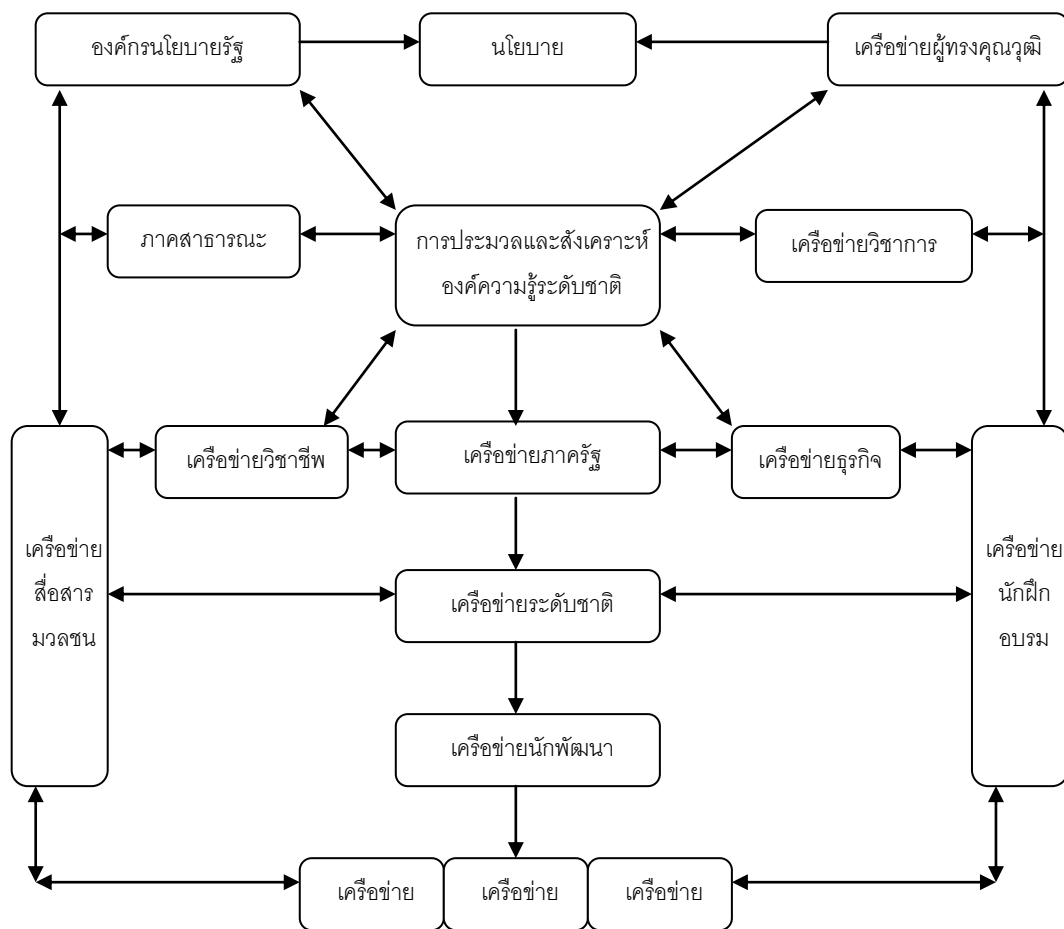 องค์กรนโยบายรัฐ
นโยบาย
เครือข่ายผู้ทรงคุณวุฒิ
ภาคสาธารณะ
การประมวลและสังเคราะห์
องค์ความรู้ระดับชาติ
เครือข่ายวิชาการ
เครือข่ายวิชาชีพ
เครือข่ายภาครัฐ
เครือข่ายธุรกิจ
เครือข่าย
สื่อสาร
มวลชน
เครือข่ายระดับชาติ
เครือข่าย
นักฝึก
อบรม
เครือข่ายนักพัฒนา
เครือข่าย
เครือข่าย
เครือข่าย